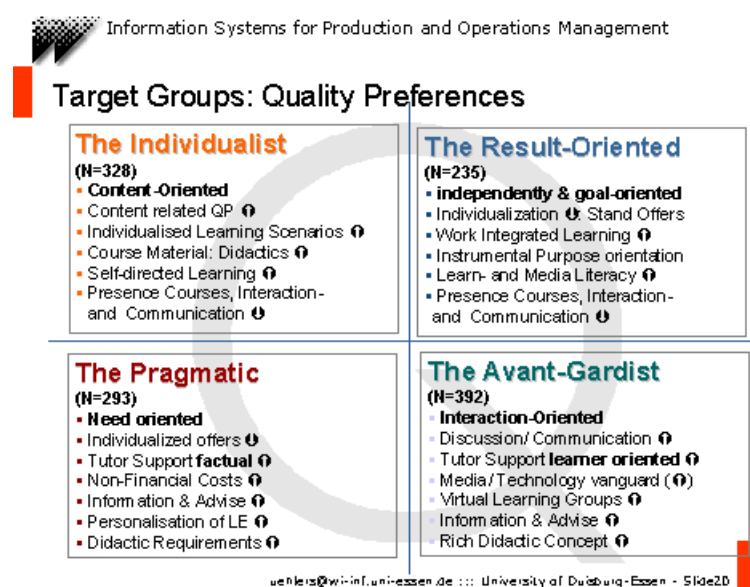 Information Systems for Production and Operations Management
Target Groups: Quality Preferences
The Individualist
(N=328)
▪ Content-Oriented
▪ Content related QP ⬆
▪ Individualised Learning Scenarios ⬆
▪ Course Material: Didactics ⬆
▪ Self-directed Learning ⬆
▪ Presence Courses, Interaction-
and Communication ⬇
The Result-Oriented
(N=235)
▪ independently & goal-oriented
▪ Individualization ⬇: Stand Offers
▪ Work Integrated Learning ⬆
▪ Instrumental Purpose orientation
▪ Learn- and Media Literacy ⬆
▪ Presence Courses, Interaction-
and Communication ⬇
The Pragmatic
(N=293)
▪ Need oriented
▪ Individualized offers ⬇
▪ Tutor Support factual ⬆
▪ Non-Financial Costs ⬆
▪ Information & Advise ⬆
▪ Personalisation of LE ⬆
▪ Didactic Requirements ⬆
The Avant-Gardist
(N=392)
▪ Interaction-Oriented
▪ Discussion/ Communication ⬆
▪ Tutor Support learner oriented ⬆
▪ Media/Technology vanguard (⬆)
▪ Virtual Learning Groups ⬆
▪ Information & Advise ⬆
▪ Rich Didactic Concept ⬆
::: University of Duisburg-Essen - Slide20